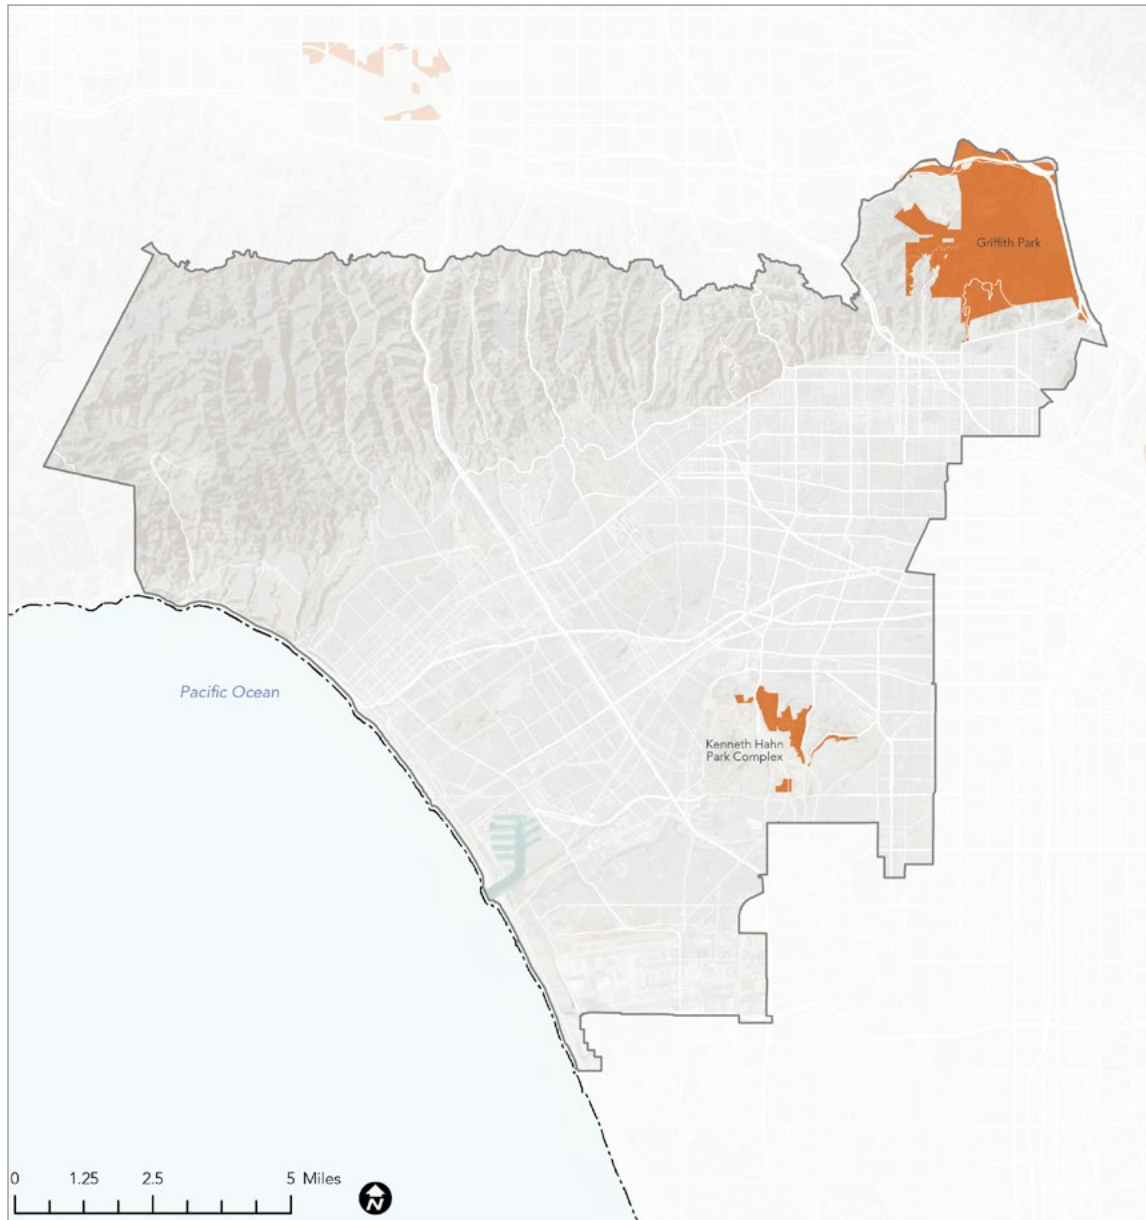 Griffith Park
Pacific Ocean
Kenneth Hahn
Park Complex
0 1.25 2.5 5 Miles
N